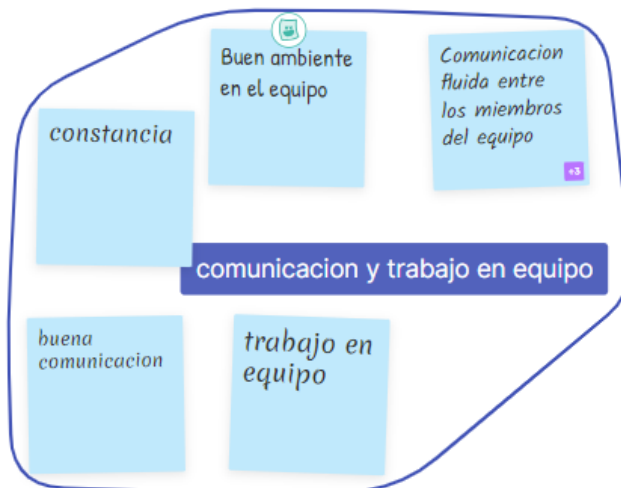 Buen ambiente
en el equipo
Comunicacion
fluida entre
los miembros
del equipo
+3
constancia
comunicacion y trabajo en equipo
buena
comunicacion
trabajo en
equipo